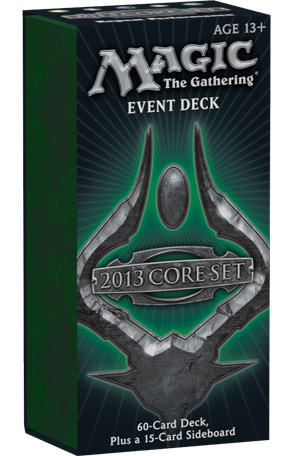 AGE 13+
MAGIC
The Gathering®
EVENT DECK
2013 CORE SET
60-Card Deck,
Plus a 15-Card Sideboard